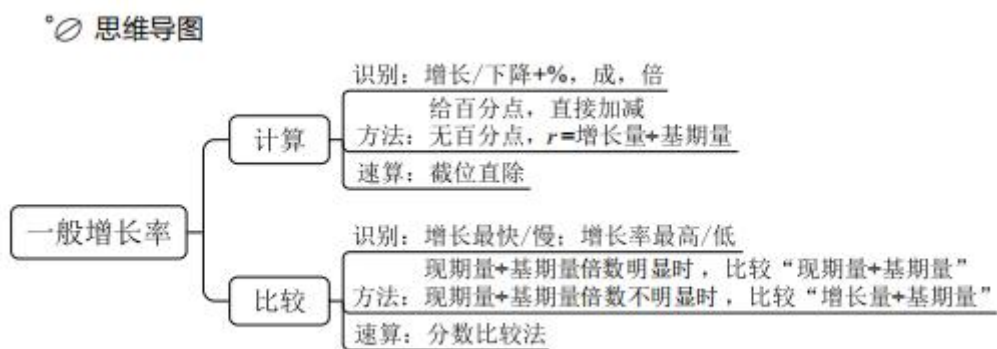 思维导图
识别：增长/下降+%，成，倍
给百分点，直接加减
计算
方法：无百分点，r=增长量÷基期量
速算：截位直除
一般增长率
识别：增长最快/慢；增长率最高/低
现期量÷基期量倍数明显时，比较“现期量÷基期量”
比较
方法：现期量÷基期量倍数不明显时，比较“增长量÷基期量”
速算：分数比较法